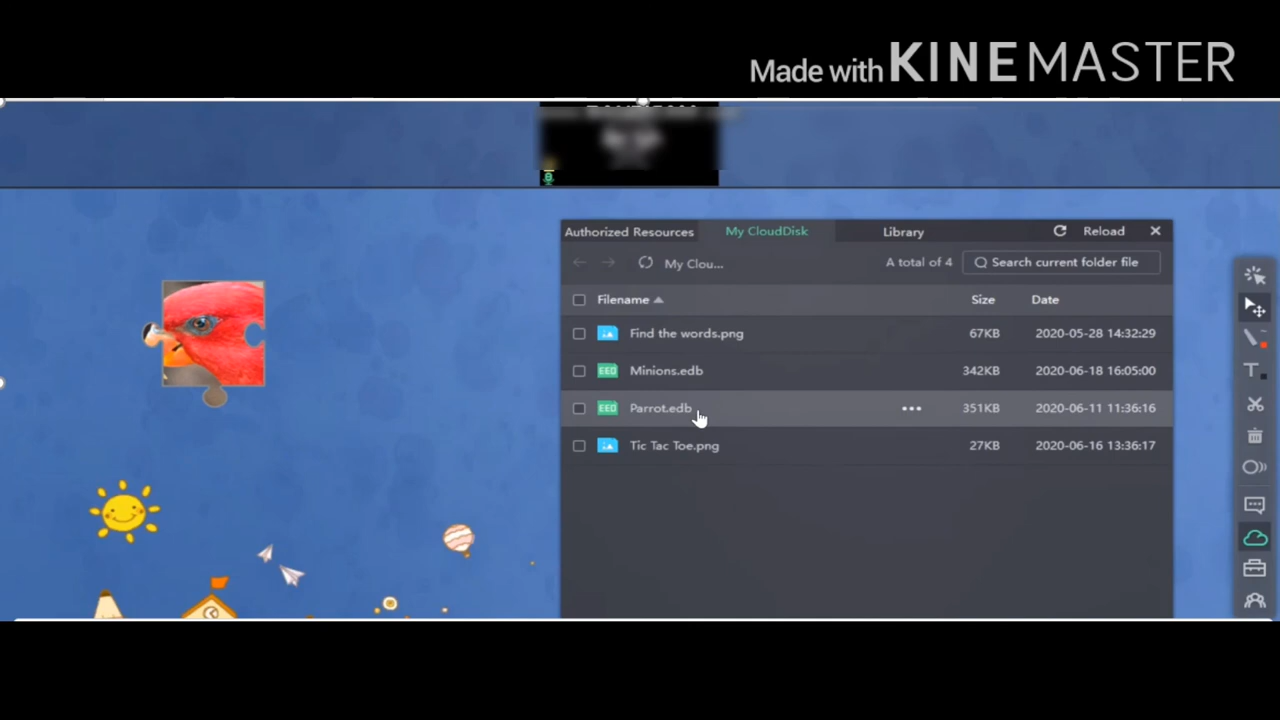 Made with KINEMASTER
Authorized Resources My CloudDisk Library Reload
My Clou... A total of 4 Search current folder file
Filename Size Date
Find the words.png 67KB 2020-05-28 14:32:29
EED Minions.edb 342KB 2020-06-18 16:05:00
EED Parrot.edb ••• 351KB 2020-06-11 11:36:16
Tic Tac Toe.png 27KB 2020-06-16 13:36:17